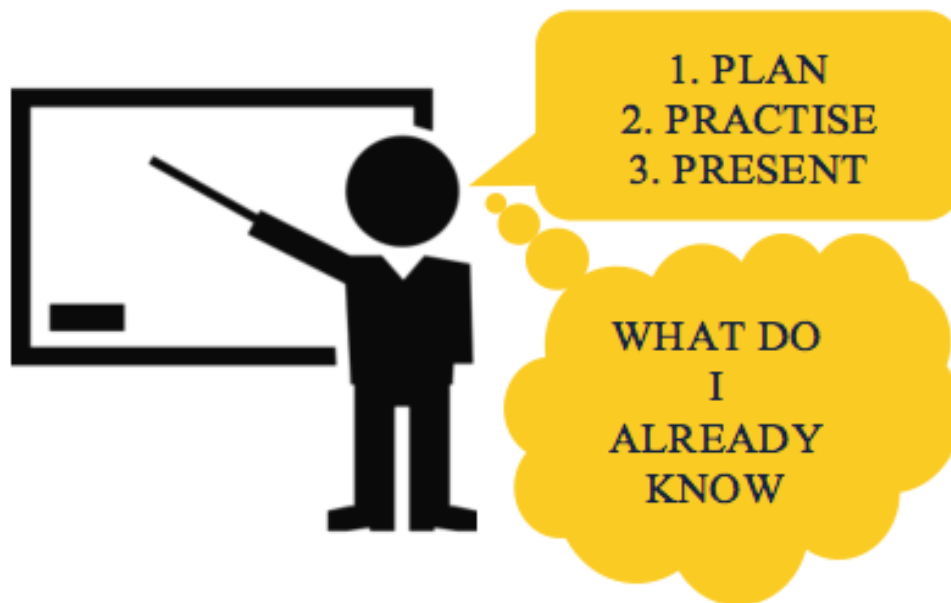 1. PLAN
2. PRACTISE
3. PRESENT
WHAT DO
I
ALREADY
KNOW